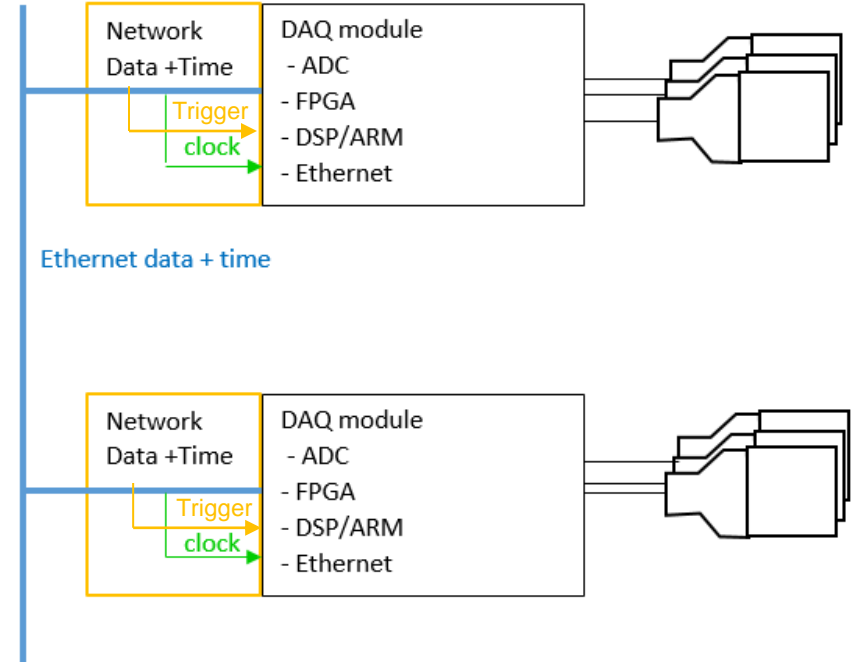 Network
Data +Time
Trigger
clock
DAQ module
- ADC
- FPGA
- DSP/ARM
- Ethernet
Ethernet data + time
Network
Data +Time
Trigger
clock
DAQ module
- ADC
- FPGA
- DSP/ARM
- Ethernet